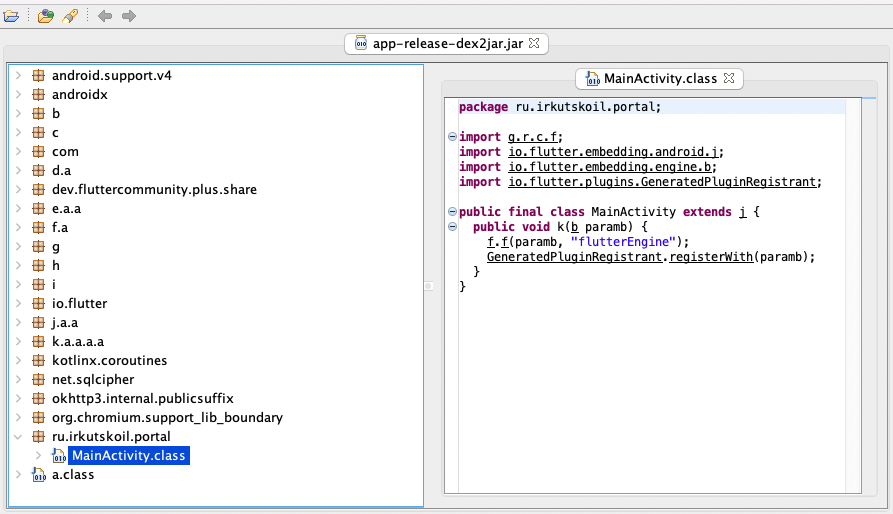 app-release-dex2jar.jar
android.support.v4
androidx
b
c
com
d.a
dev.fluttercommunity.plus.share
e.a.a
f.a
g
h
i
io.flutter
j.a.a
k.a.a.a.a
kotlinx.coroutines
net.sqlcipher
okhttp3.internal.publicsuffix
org.chromium.support_lib_boundary
ru.irkutskoil.portal
MainActivity.class
a.class
MainActivity.class
package ru.irkutskoil.portal;
import g.r.c.f;
import io.flutter.embedding.android.j;
import io.flutter.embedding.engine.b;
import io.flutter.plugins.GeneratedPluginRegistrant;
public final class MainActivity extends j {
public void k(b paramb) {
f.f(paramb, "flutterEngine");
GeneratedPluginRegistrant.registerWith(paramb);
}
}